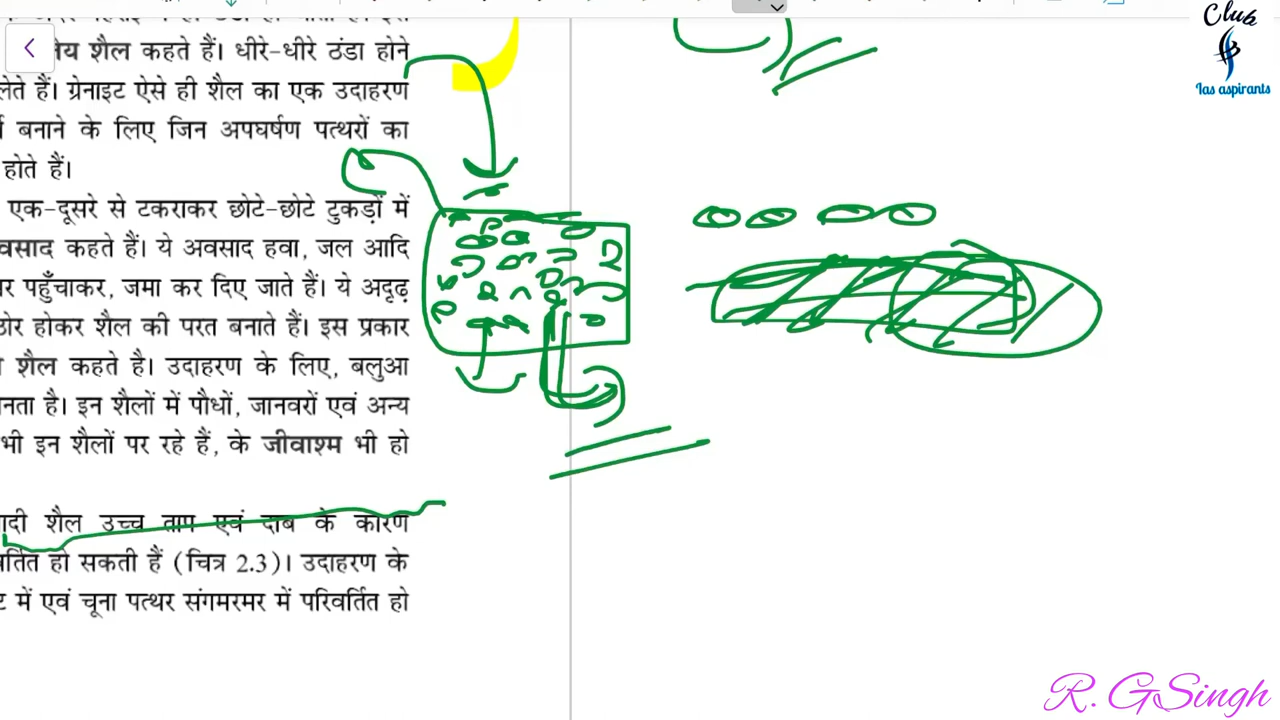 Club
Ias aspirants
शैल कहते हैं। धीरे-धीरे ठंडा होने
लेते हैं। ग्रेनाइट ऐसे ही शैल का एक उदाहरण
बनाने के लिए जिन अपघर्षण पत्थरों का
होते हैं।
एक-दूसरे से टकराकर छोटे-छोटे टुकड़ों में
कहते हैं। ये अवसाद हवा, जल आदि
पहुँचाकर, जमा कर दिए जाते हैं। ये अदृढ़
होकर शैल की परत बनाते हैं। इस प्रकार
शैल कहते है। उदाहरण के लिए, बलुआ
है। इन शैलों में पौधों, जानवरों एवं अन्य
भी इन शैलों पर रहे हैं, के जीवाश्म भी हो
शैल उच्च ताप एवं दाब के कारण
हो सकती हैं (चित्र 2.3)। उदाहरण के
में एवं चूना पत्थर संगमरमर में परिवर्तित हो
R. GSingh